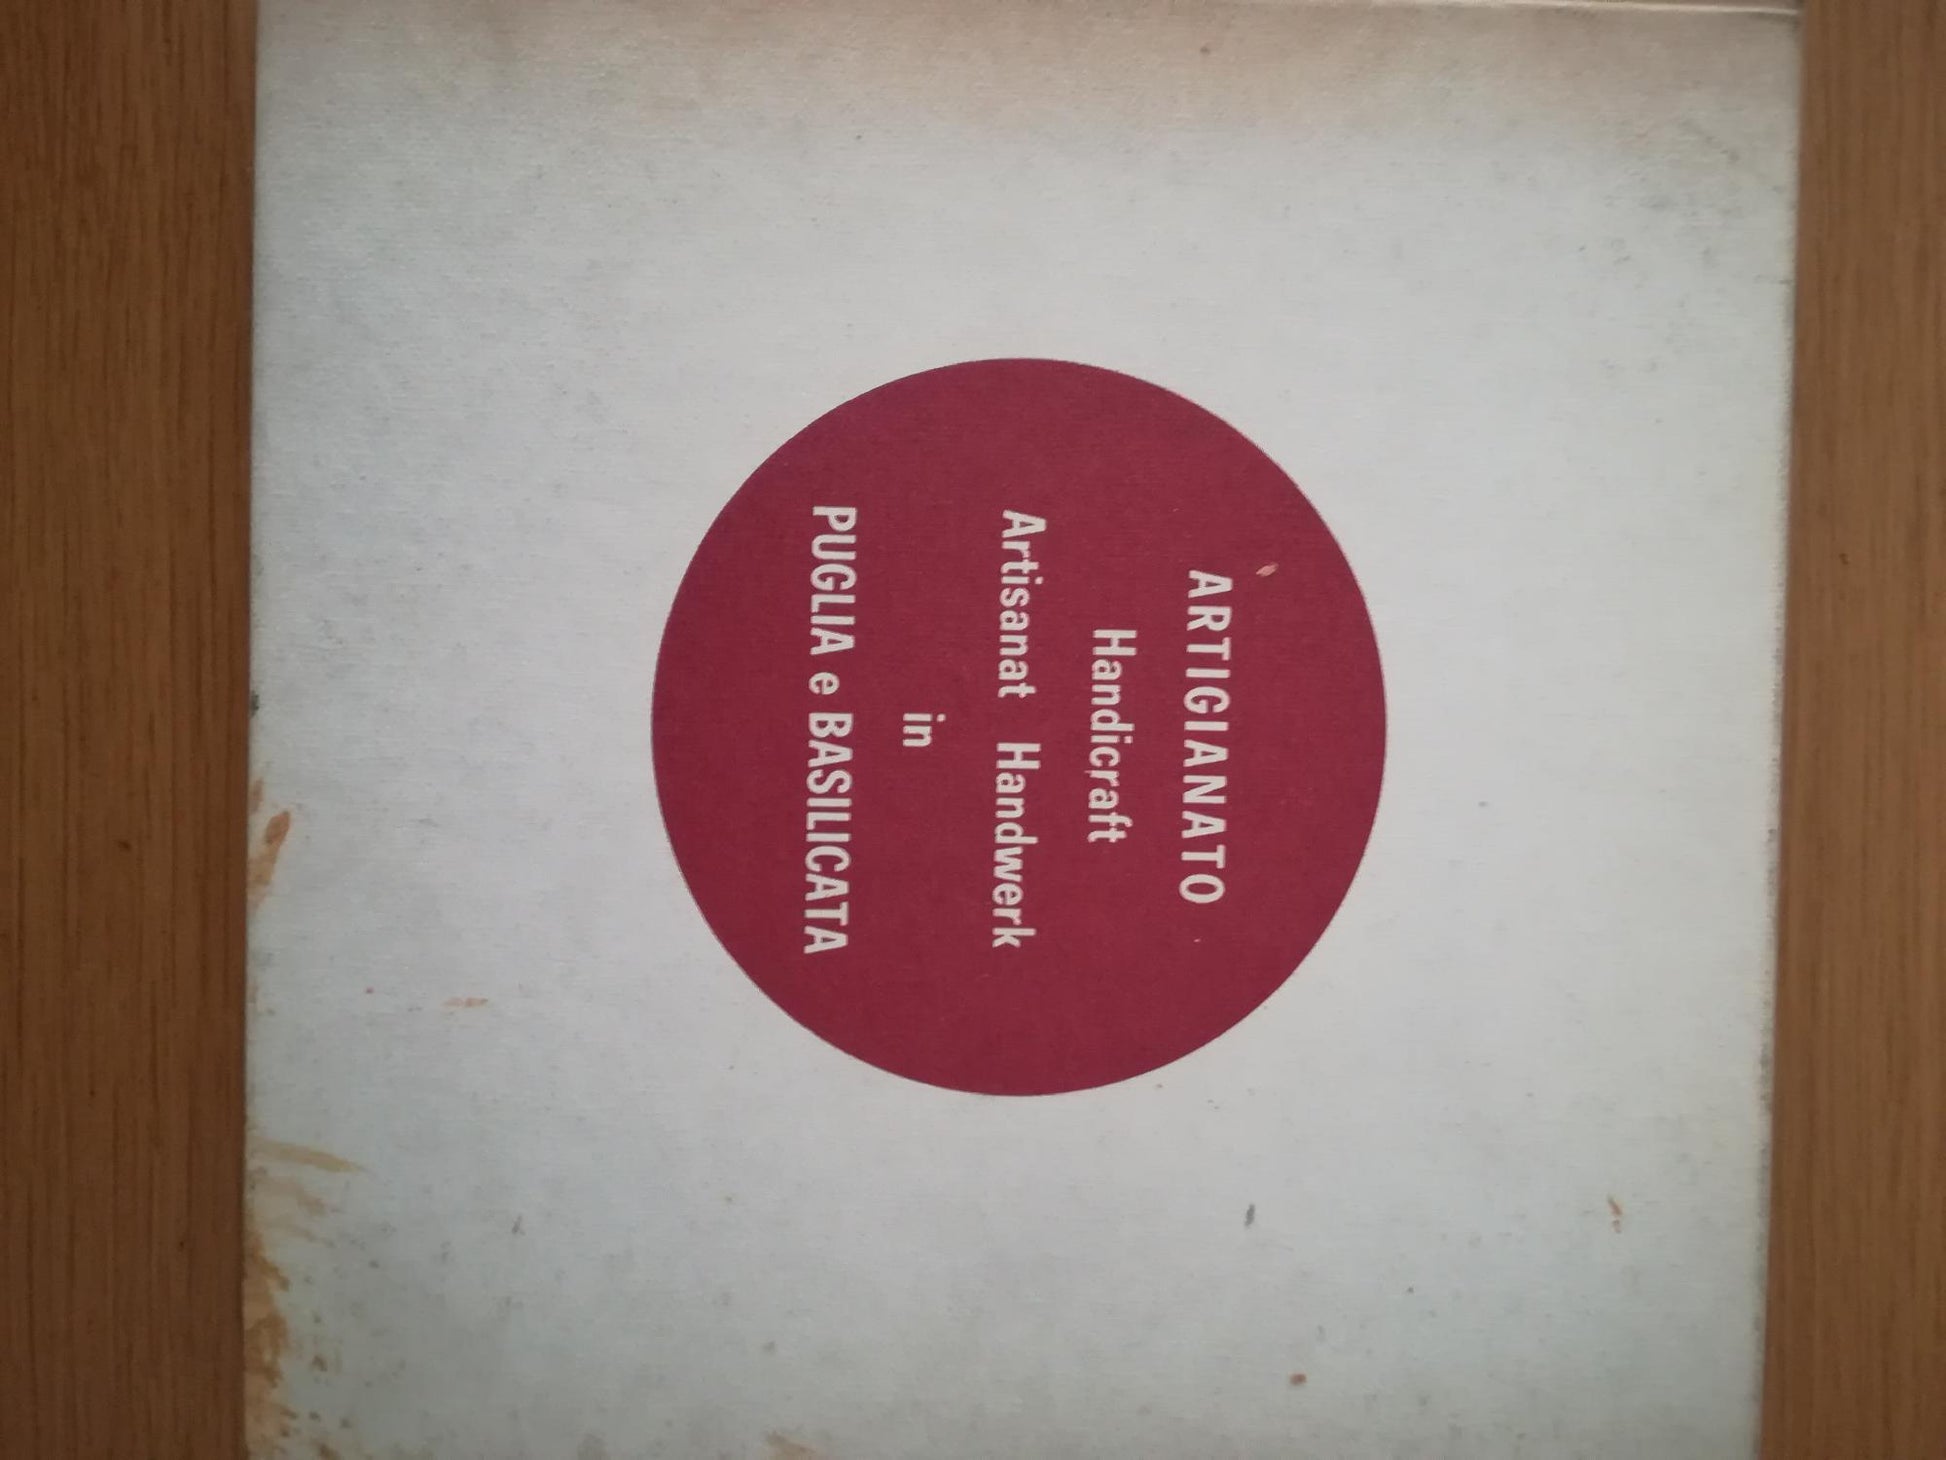 ARTIGIANATO
Handicraft
Artisanat Handwerk
in
PUGLIA e BASILICATA